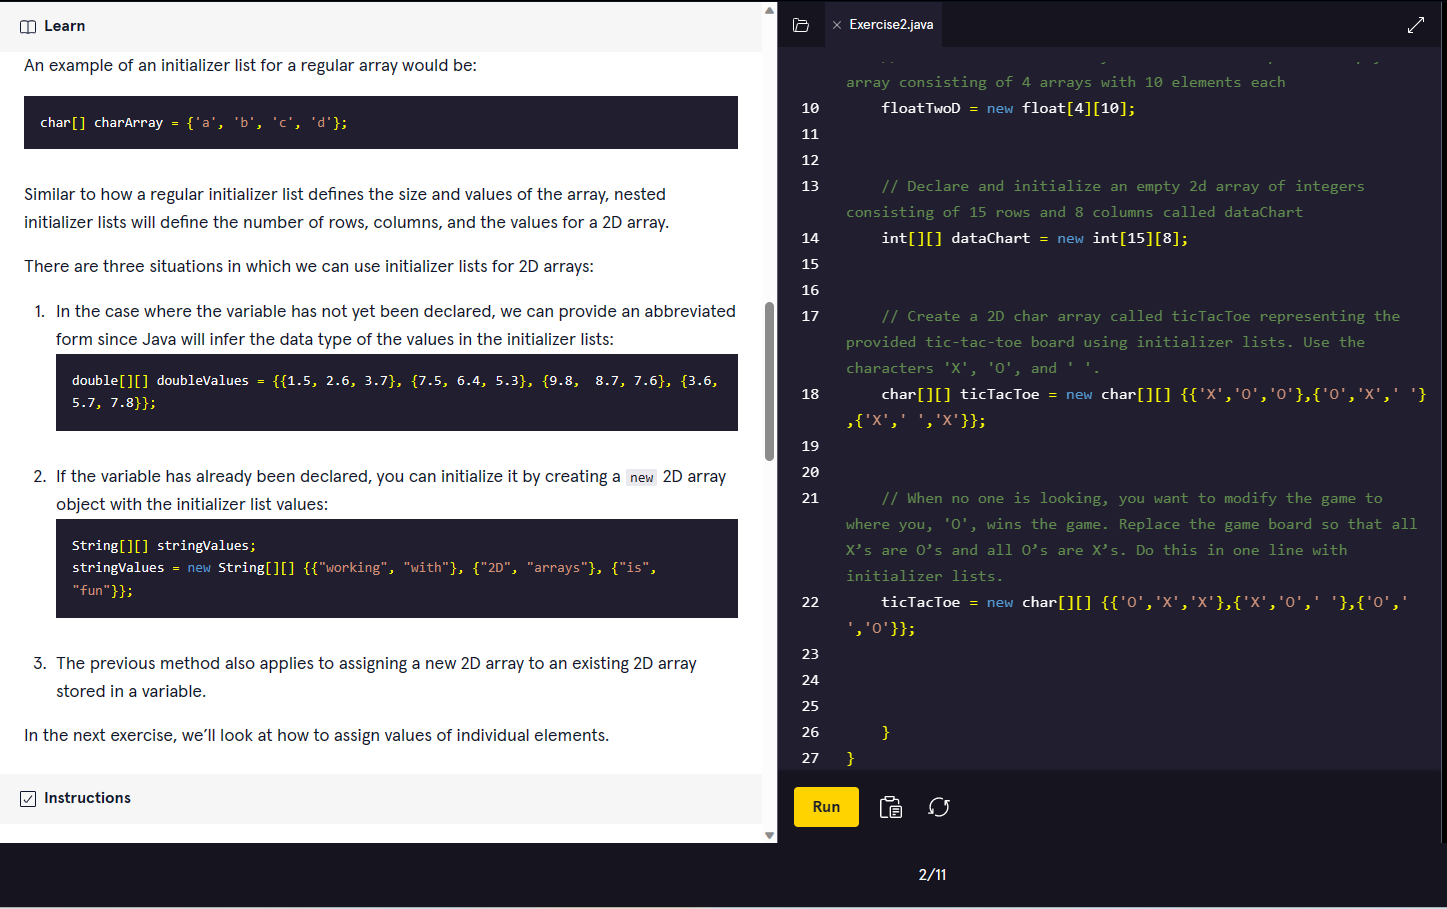 Learn
An example of an initializer list for a regular array would be:
char[] charArray = {'a', 'b', 'c', 'd'};
Similar to how a regular initializer list defines the size and values of the array, nested
initializer lists will define the number of rows, columns, and the values for a 2D array.
There are three situations in which we can use initializer lists for 2D arrays:
1. In the case where the variable has not yet been declared, we can provide an abbreviated
form since Java will infer the data type of the values in the initializer lists:
double[][] doubleValues = {{1.5, 2.6, 3.7}, {7.5, 6.4, 5.3}, {9.8,  8.7, 7.6}, {3.6,
5.7, 7.8}};
2. If the variable has already been declared, you can initialize it by creating a new 2D array
object with the initializer list values:
String[][] stringValues;
stringValues = new String[][] {{"working", "with"}, {"2D", "arrays"}, {"is",
"fun"}};
3. The previous method also applies to assigning a new 2D array to an existing 2D array
stored in a variable.
In the next exercise, we'll look at how to assign values of individual elements.
Instructions
× Exercise2.java
array consisting of 4 arrays with 10 elements each
10 floatTwoD = new float[4][10];
11
12
13 // Declare and initialize an empty 2d array of integers
consisting of 15 rows and 8 columns called dataChart
14 int[][] dataChart = new int[15][8];
15
16
17 // Create a 2D char array called ticTacToe representing the
provided tic-tac-toe board using initializer lists. Use the
characters 'X', 'O', and ' '.
18 char[][] ticTacToe = new char[][] {{'X','O','O'},{'O','X',' '}
,{'X',' ','X'}};
19
20
21 // When no one is looking, you want to modify the game to
where you, 'O', wins the game. Replace the game board so that all
X’s are O’s and all O’s are X’s. Do this in one line with
initializer lists.
22 ticTacToe = new char[][] {{'O','X','X'},{'X','O',' '},{'O','
','O'}};
23
24
25
26 }
27 }
Run
2/11